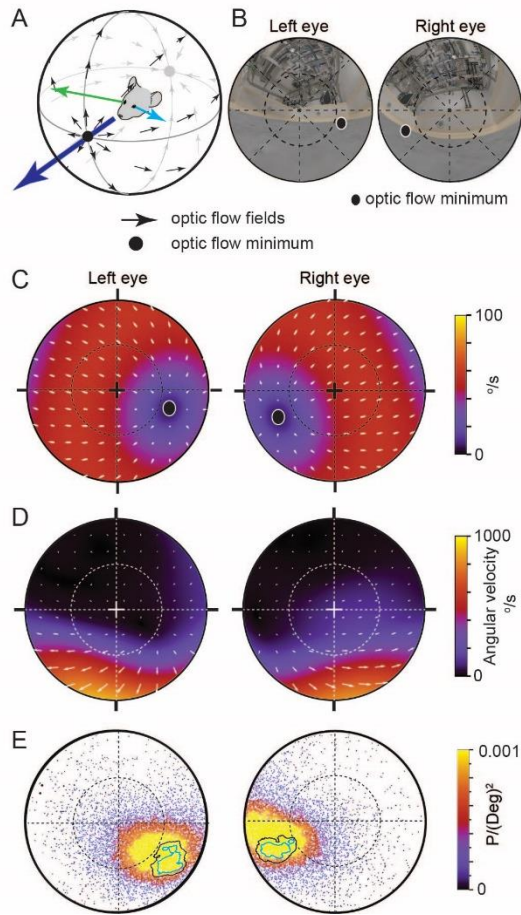 A
B
Left eye
Right eye
optic flow minimum
optic flow fields
optic flow minimum
C
Left eye
Right eye
100
º/s
0
D
1000
Angular velocity
º/s
0
E
0.001
P/(Deg)²
0